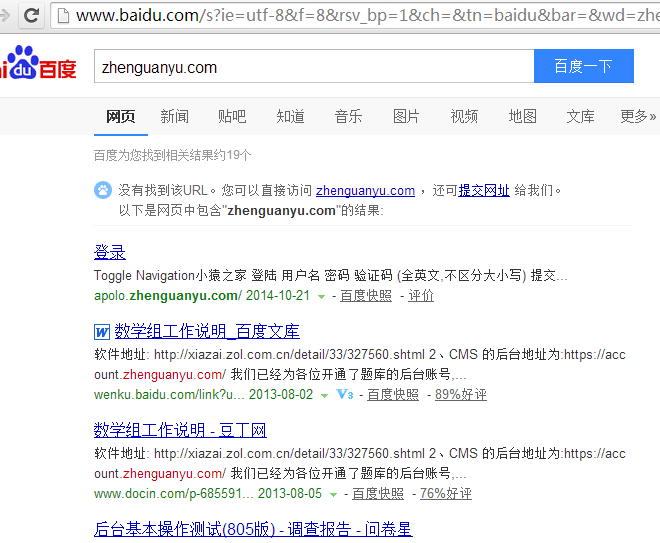 www.baidu.com/s?ie=utf-8&f=8&rsv_bp=1&ch=&tn=baidu&bar=&wd=zhe
du百度
zhenguanyu.com 百度一下
网页 新闻 贴吧 知道 音乐 图片 视频 地图 文库 更多»
百度为您找到相关结果约19个
没有找到该URL。您可以直接访问 zhenguanyu.com ，还可提交网址 给我们。
以下是网页中包含"zhenguanyu.com"的结果:
登录
Toggle Navigation小猿之家 登陆 用户名 密码 验证码 (全英文,不区分大小写) 提交...
apolo.zhenguanyu.com/ 2014-10-21 - 百度快照 - 评价
W 数学组工作说明_百度文库
软件地址: http://xiazai.zol.com.cn/detail/33/327560.shtml 2、CMS 的后台地址为:https://acc
ount.zhenguanyu.com/ 我们已经为各位开通了题库的后台账号,...
wenku.baidu.com/link?u... 2013-08-02 V3 - 百度快照 - 89%好评
数学组工作说明 - 豆丁网
软件地址: http://xiazai.zol.com.cn/detail/33/327560.shtml 2、CMS 的后台地址为:https://acc
ount.zhenguanyu.com/ 我们已经为各位开通了题库的后台账号,...
www.docin.com/p-685591... 2013-08-05 - 百度快照 - 76%好评
后台基本操作测试(805版) - 调查报告 - 问卷星